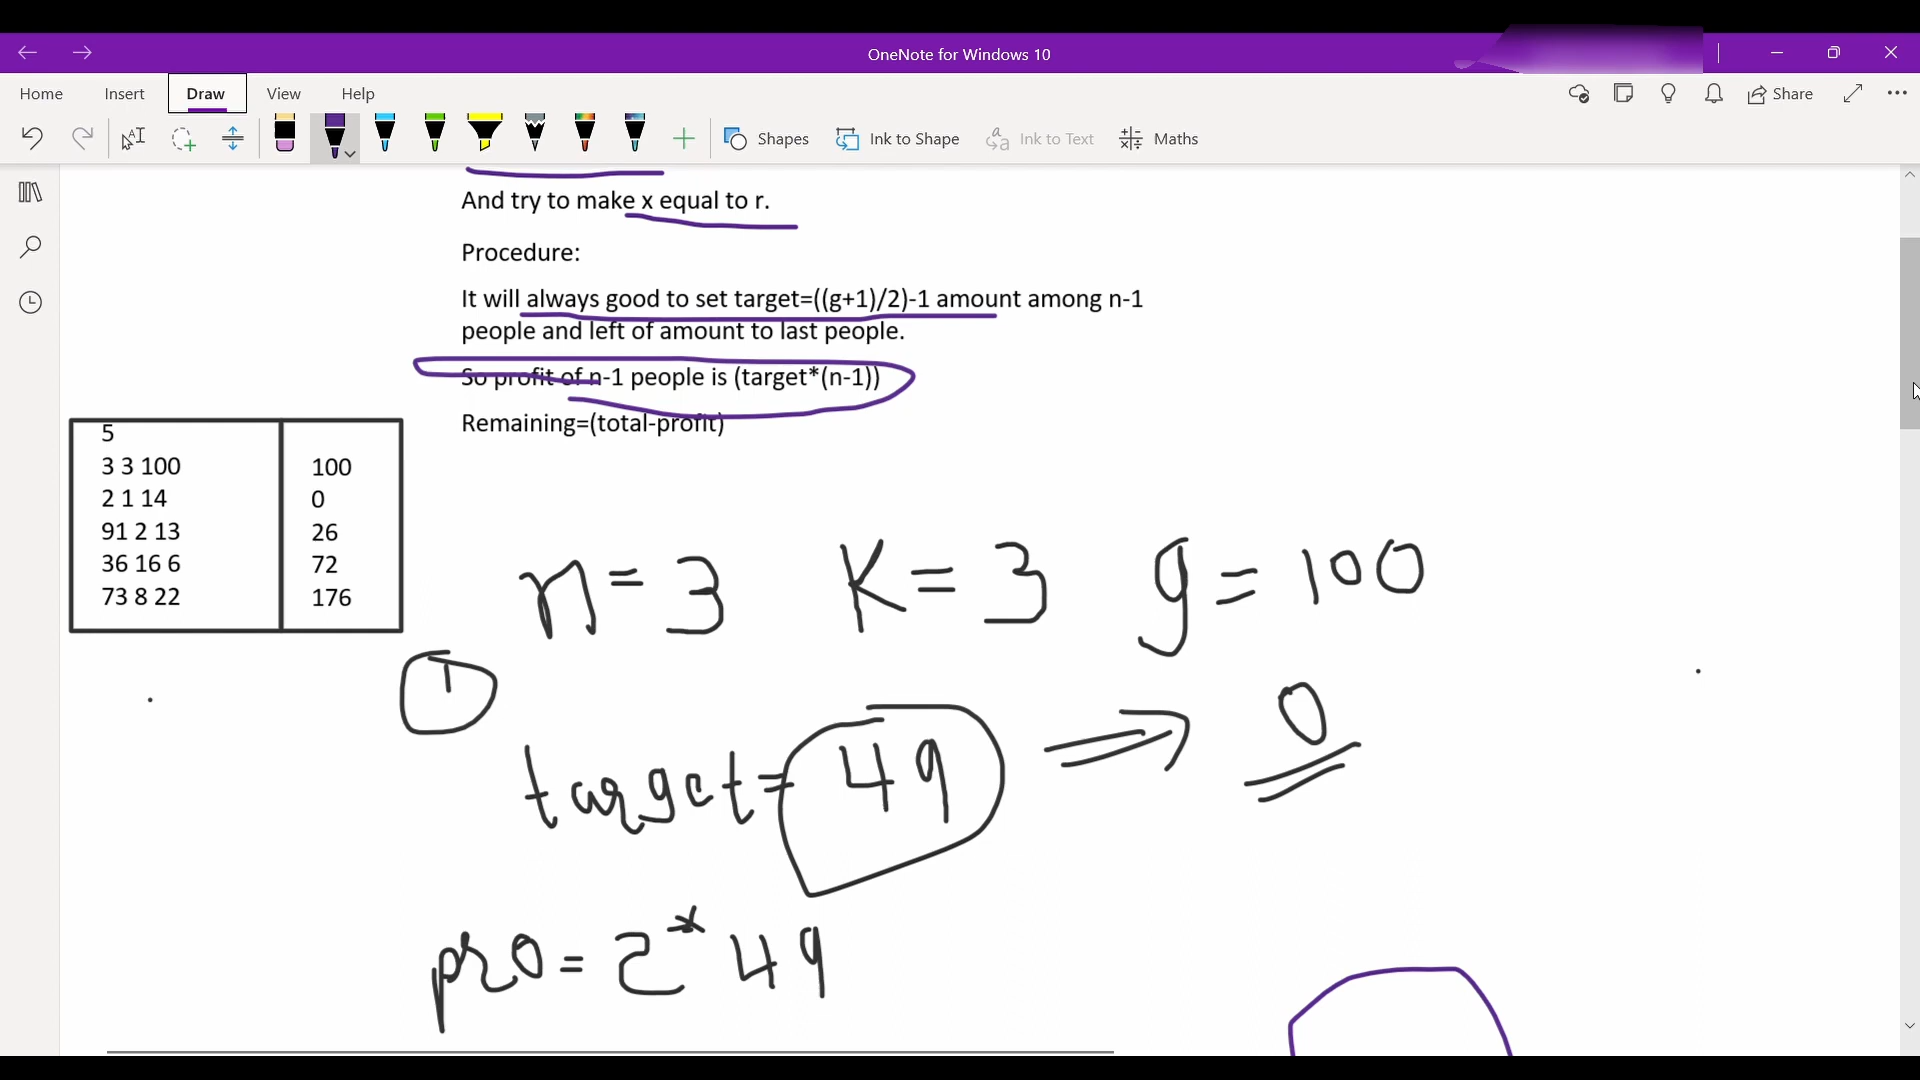 OneNote for Windows 10
Home Insert Draw View Help Share
Shapes Ink to Shape Ink to Text Maths
And try to make x equal to r.
Procedure:
It will always good to set target=((g+1)/2)-1 amount among n-1
people and left of amount to last people.
So profit of n-1 people is (target*(n-1))
Remaining=(total-profit)
5
3 3 100 100
2 1 14 0
91 2 13 26
36 16 6 72
73 8 22 176
n=3 K=3 g=100
1
target=49 ⇒ 0
pro=2*49